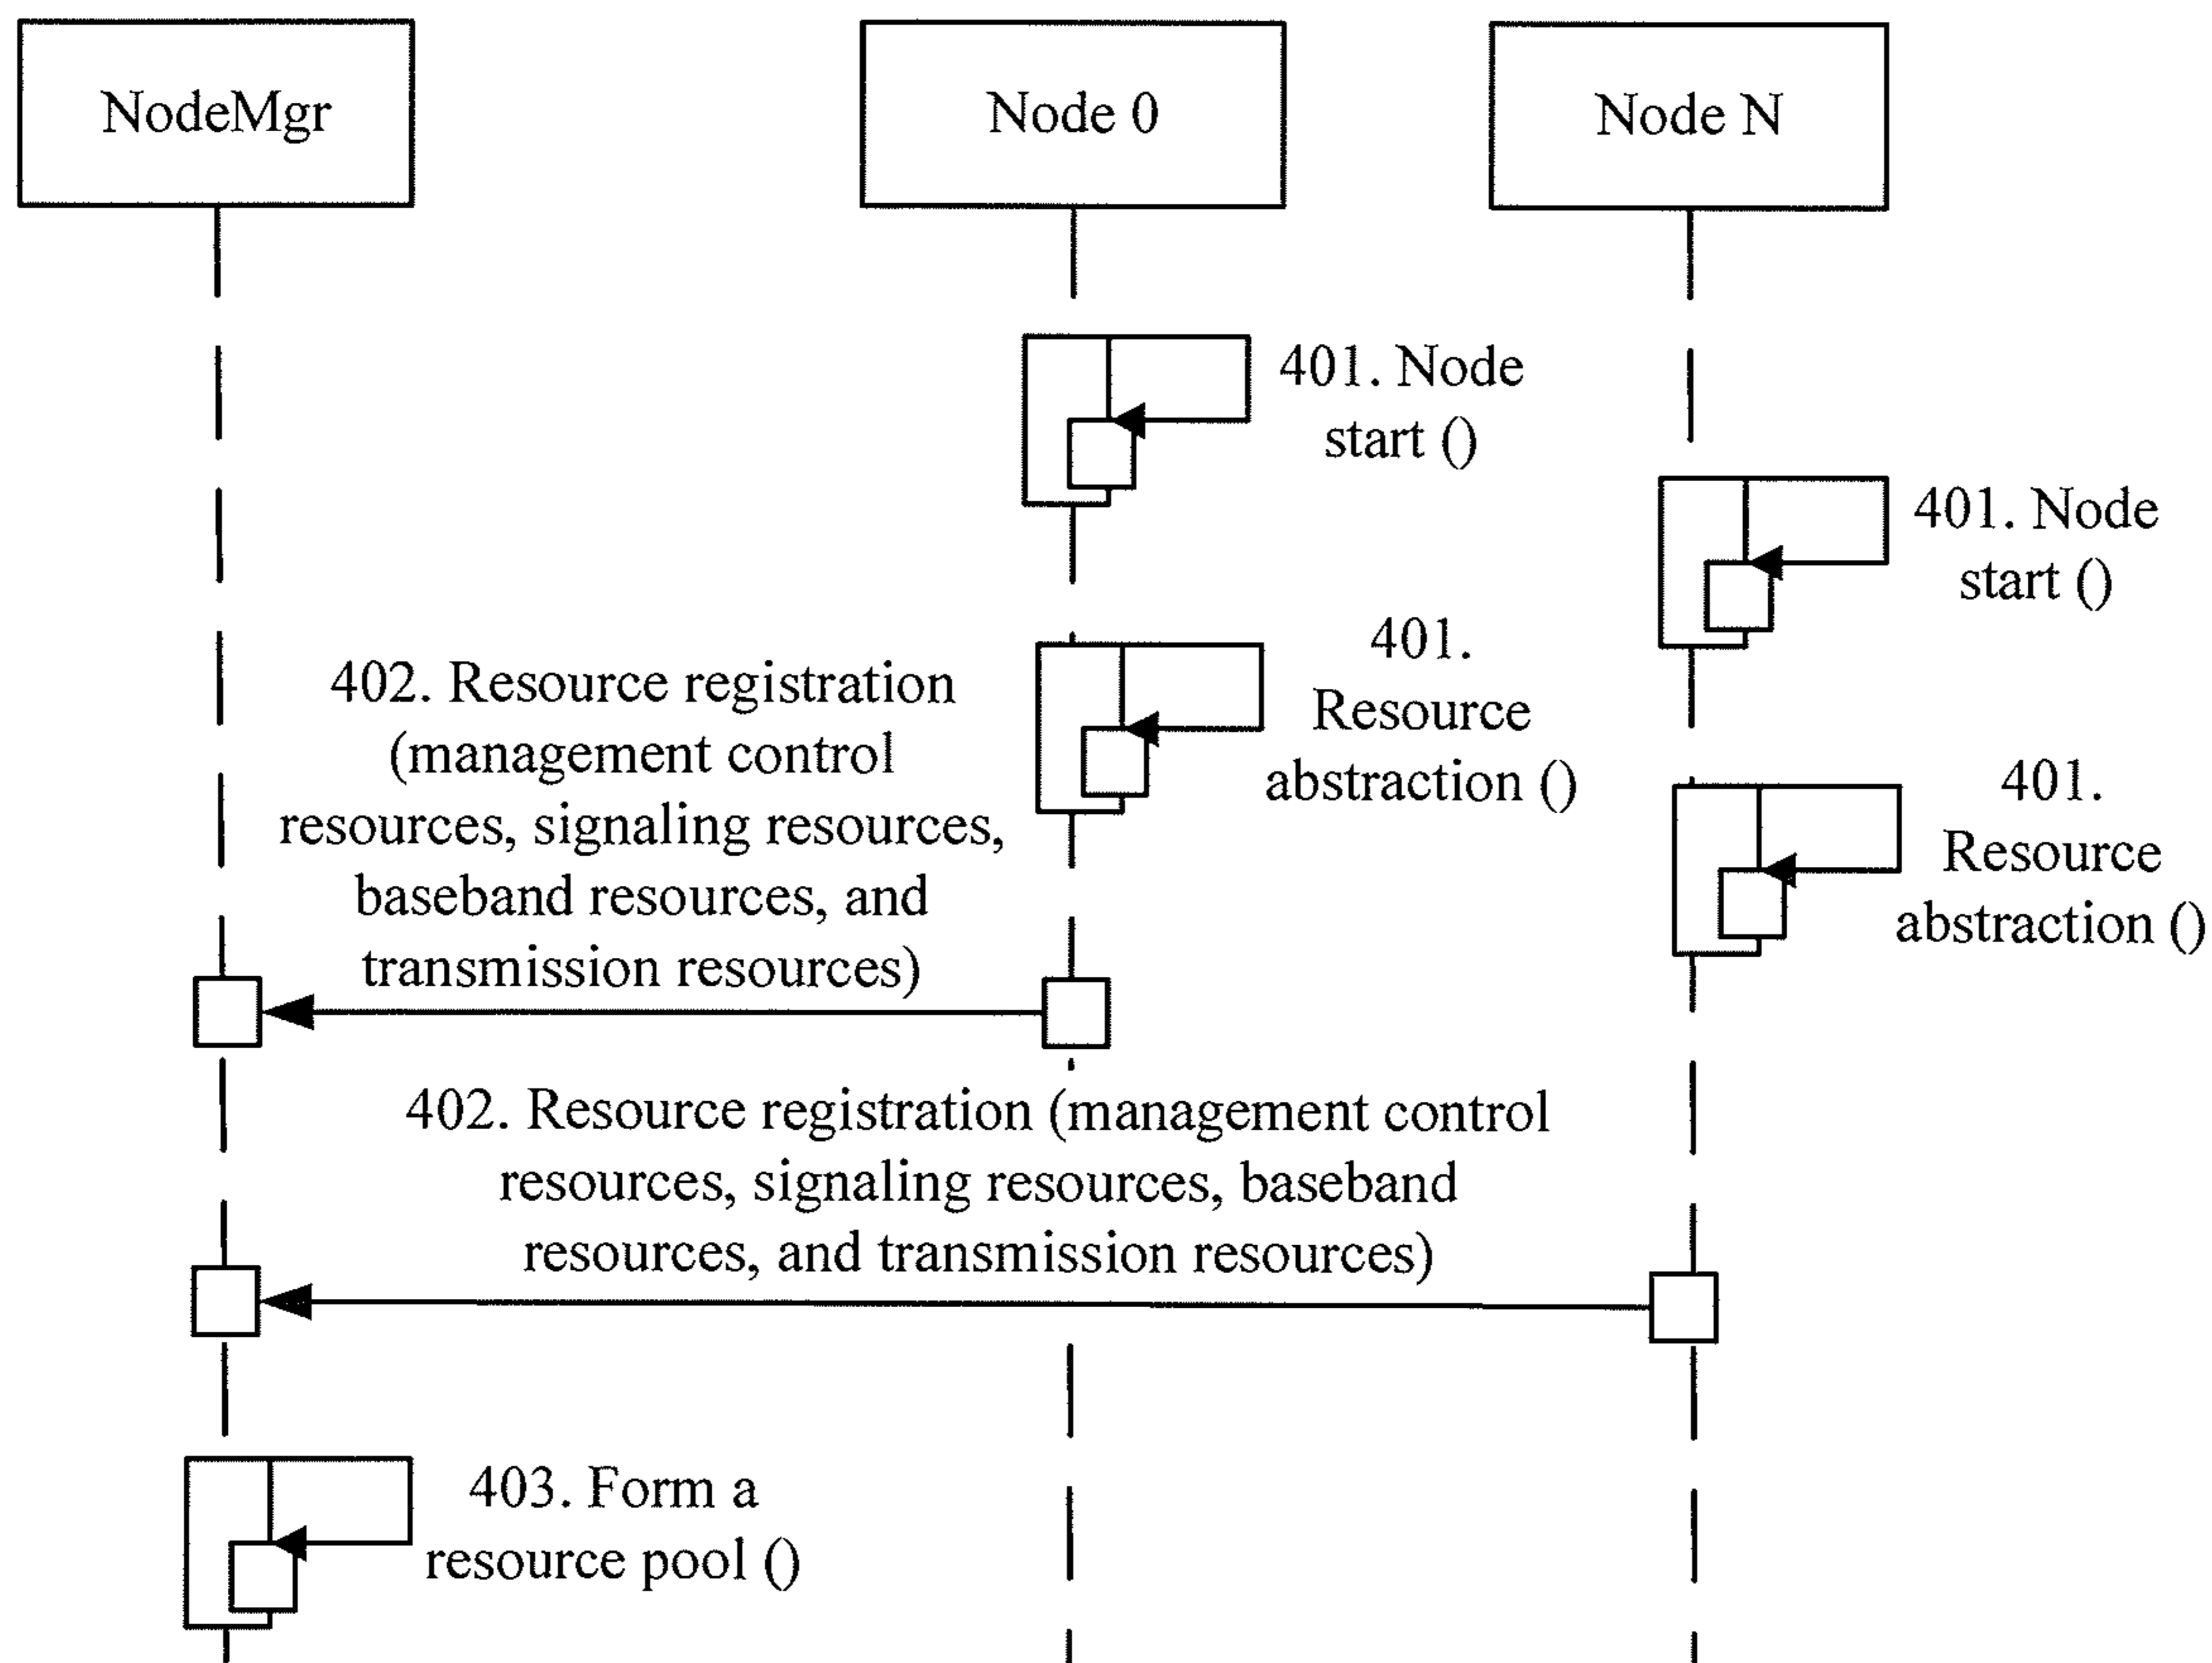 NodeMgr
Node 0
Node N
401. Node
start ()
401. Node
start ()
402. Resource registration
(management control
resources, signaling resources,
baseband resources, and
transmission resources)
401.
Resource
abstraction ()
401.
Resource
abstraction ()
402. Resource registration (management control
resources, signaling resources, baseband
resources, and transmission resources)
403. Form a
resource pool ()